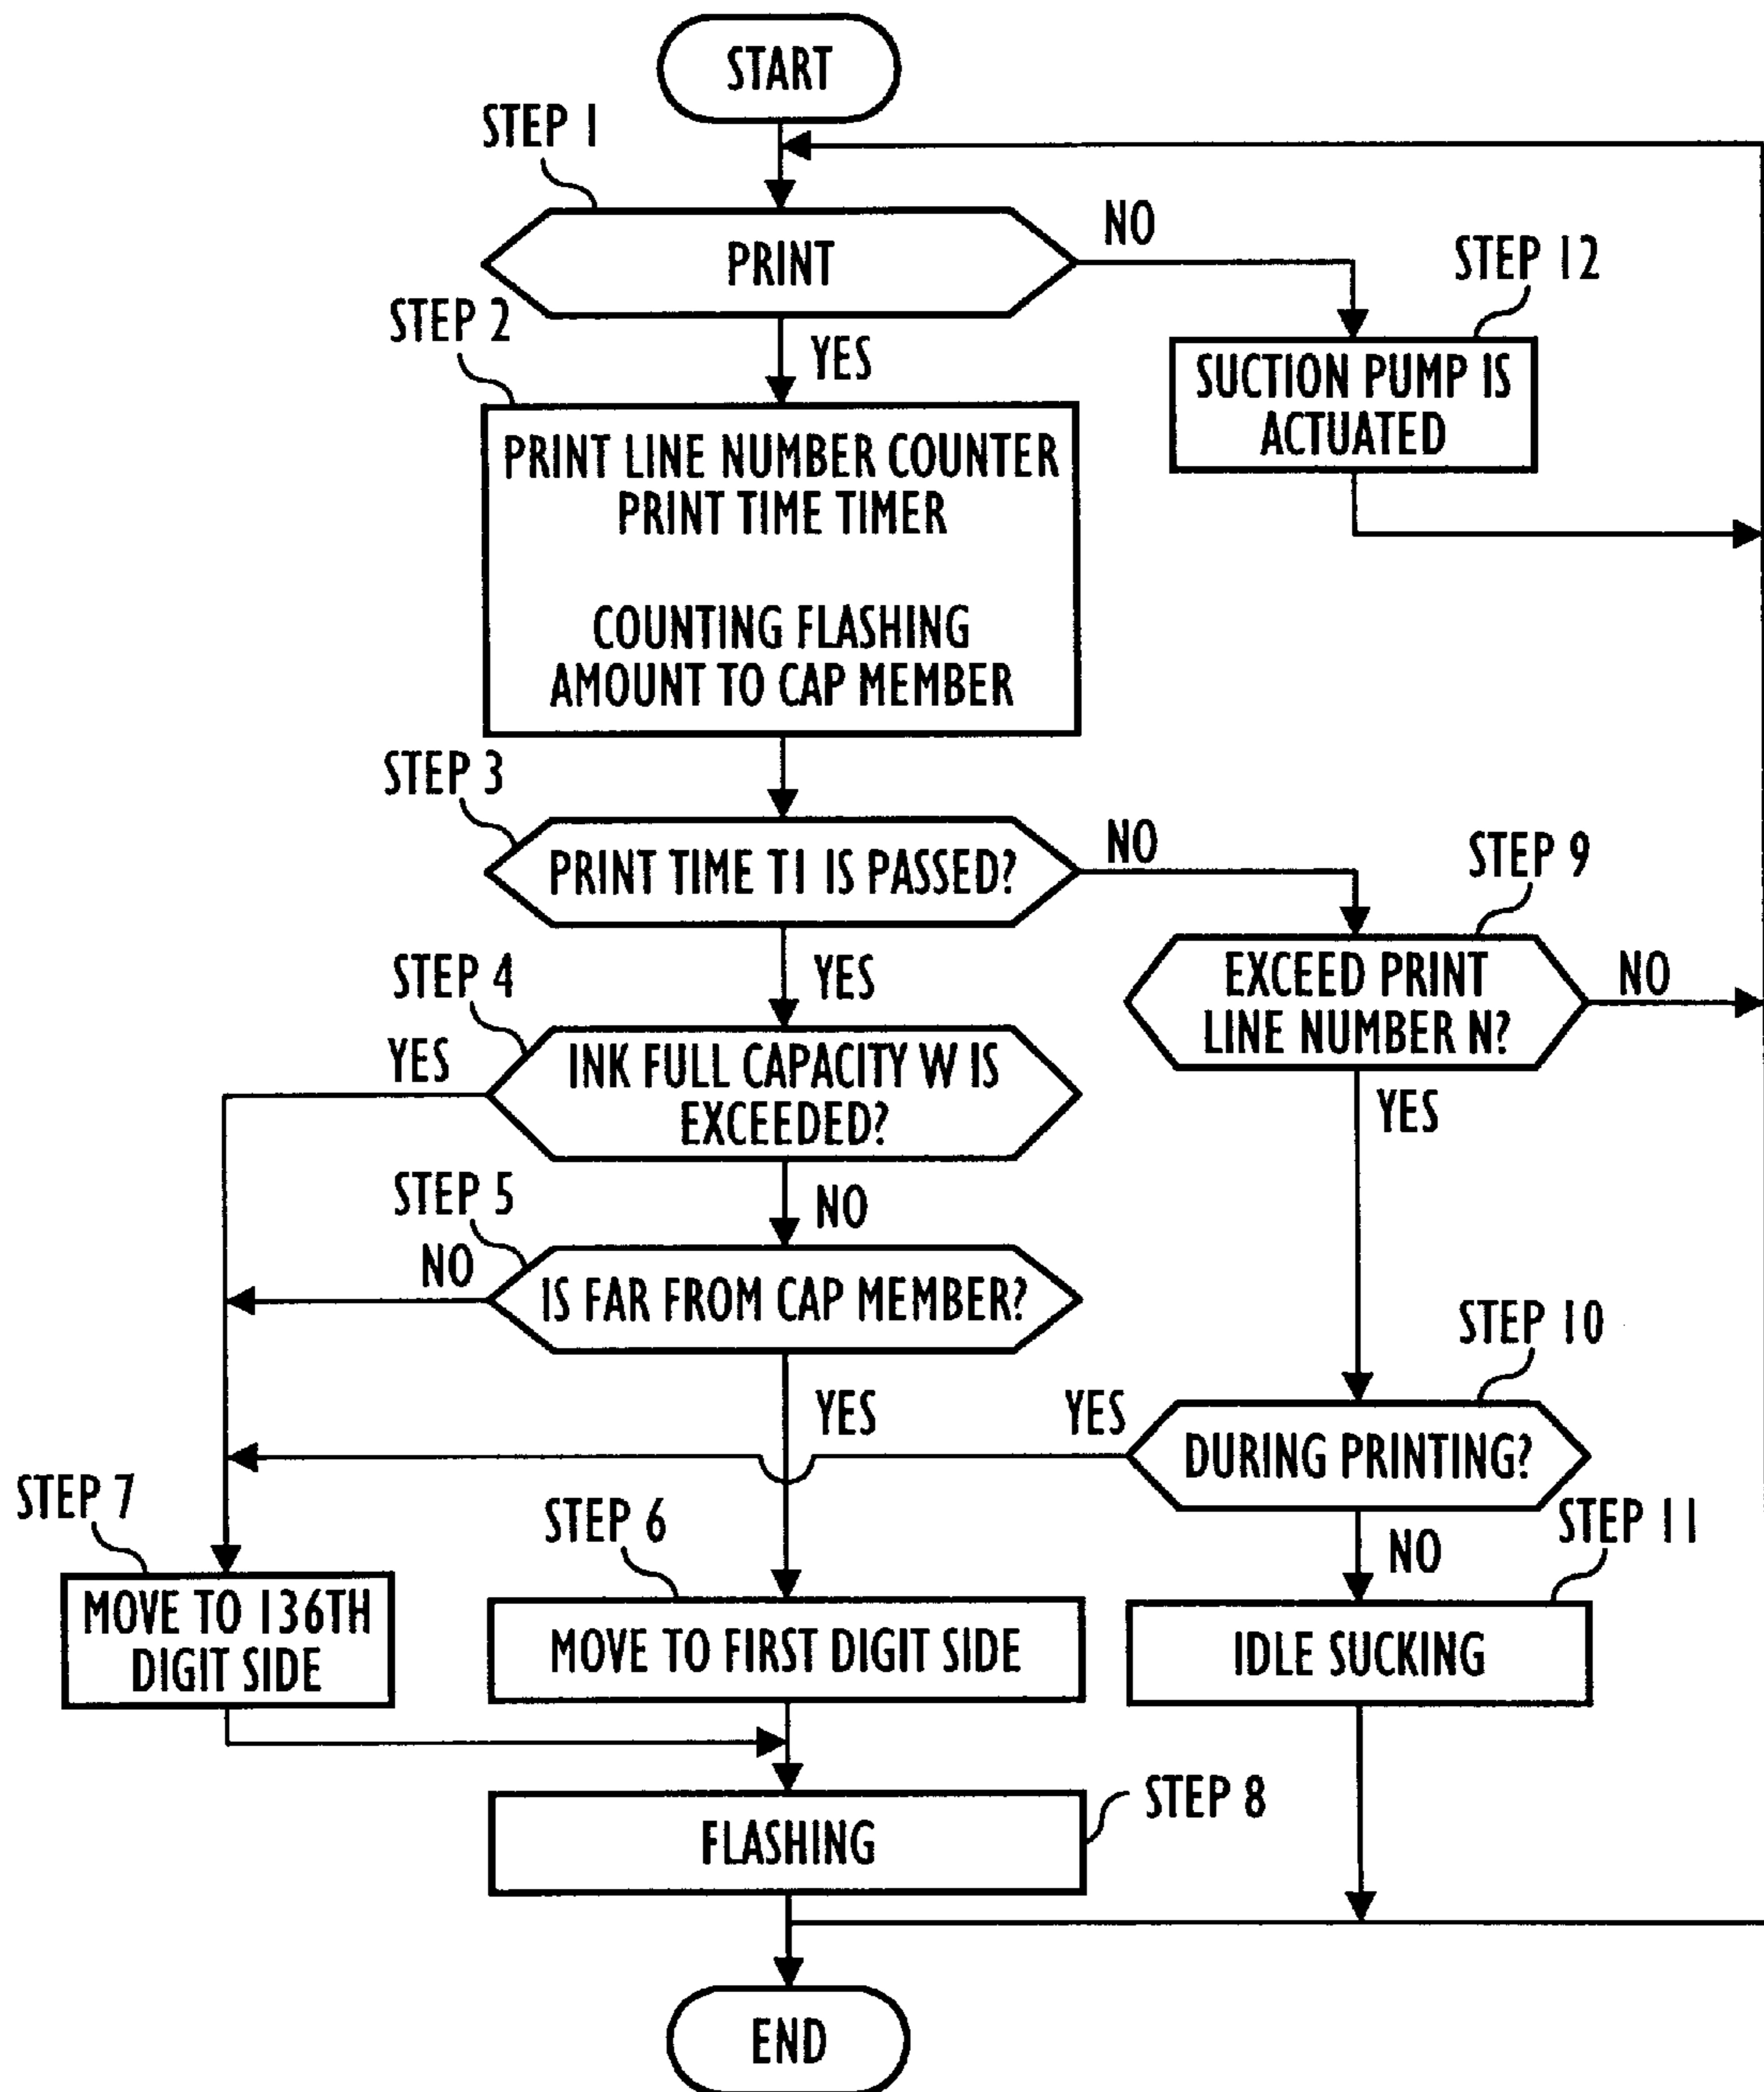 START
STEP 1
PRINT
NO
STEP 12
SUCTION PUMP IS
ACTUATED
STEP 2
YES
PRINT LINE NUMBER COUNTER
PRINT TIME TIMER
COUNTING FLASHING
AMOUNT TO CAP MEMBER
STEP 3
PRINT TIME T1 IS PASSED?
NO
STEP 9
EXCEED PRINT
LINE NUMBER N?
NO
YES
STEP 4
YES
INK FULL CAPACITY W IS
EXCEEDED?
YES
NO
STEP 5
NO
IS FAR FROM CAP MEMBER?
STEP 10
YES
YES
DURING PRINTING?
STEP 7
STEP 6
NO
STEP 11
MOVE TO 136TH
DIGIT SIDE
MOVE TO FIRST DIGIT SIDE
IDLE SUCKING
STEP 8
FLASHING
END